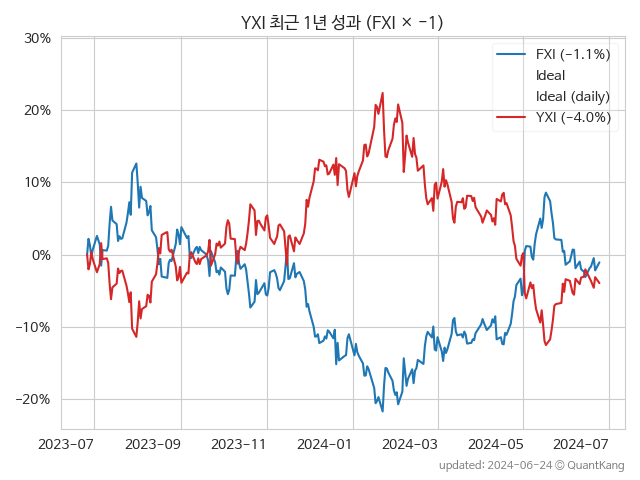 YXI 최근 1년 성과 (FXI × -1)
30%
20%
10%
0%
-10%
-20%
FXI (-1.1%)
Ideal
Ideal (daily)
YXI (-4.0%)
2023-07 2023-09 2023-11 2024-01 2024-03 2024-05 2024-07
updated: 2024-06-24 © QuantKang